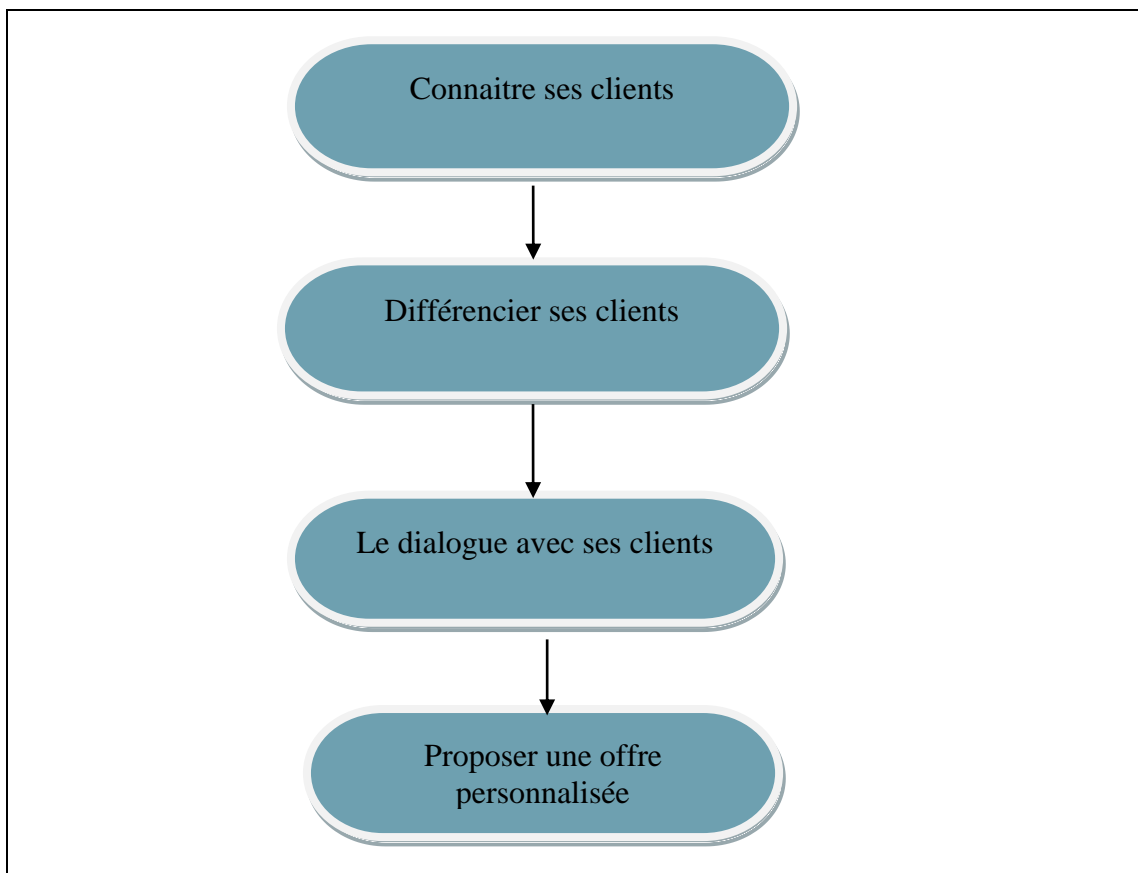 Connaitre ses clients
Différencier ses clients
Le dialogue avec ses clients
Proposer une offre
personnalisée